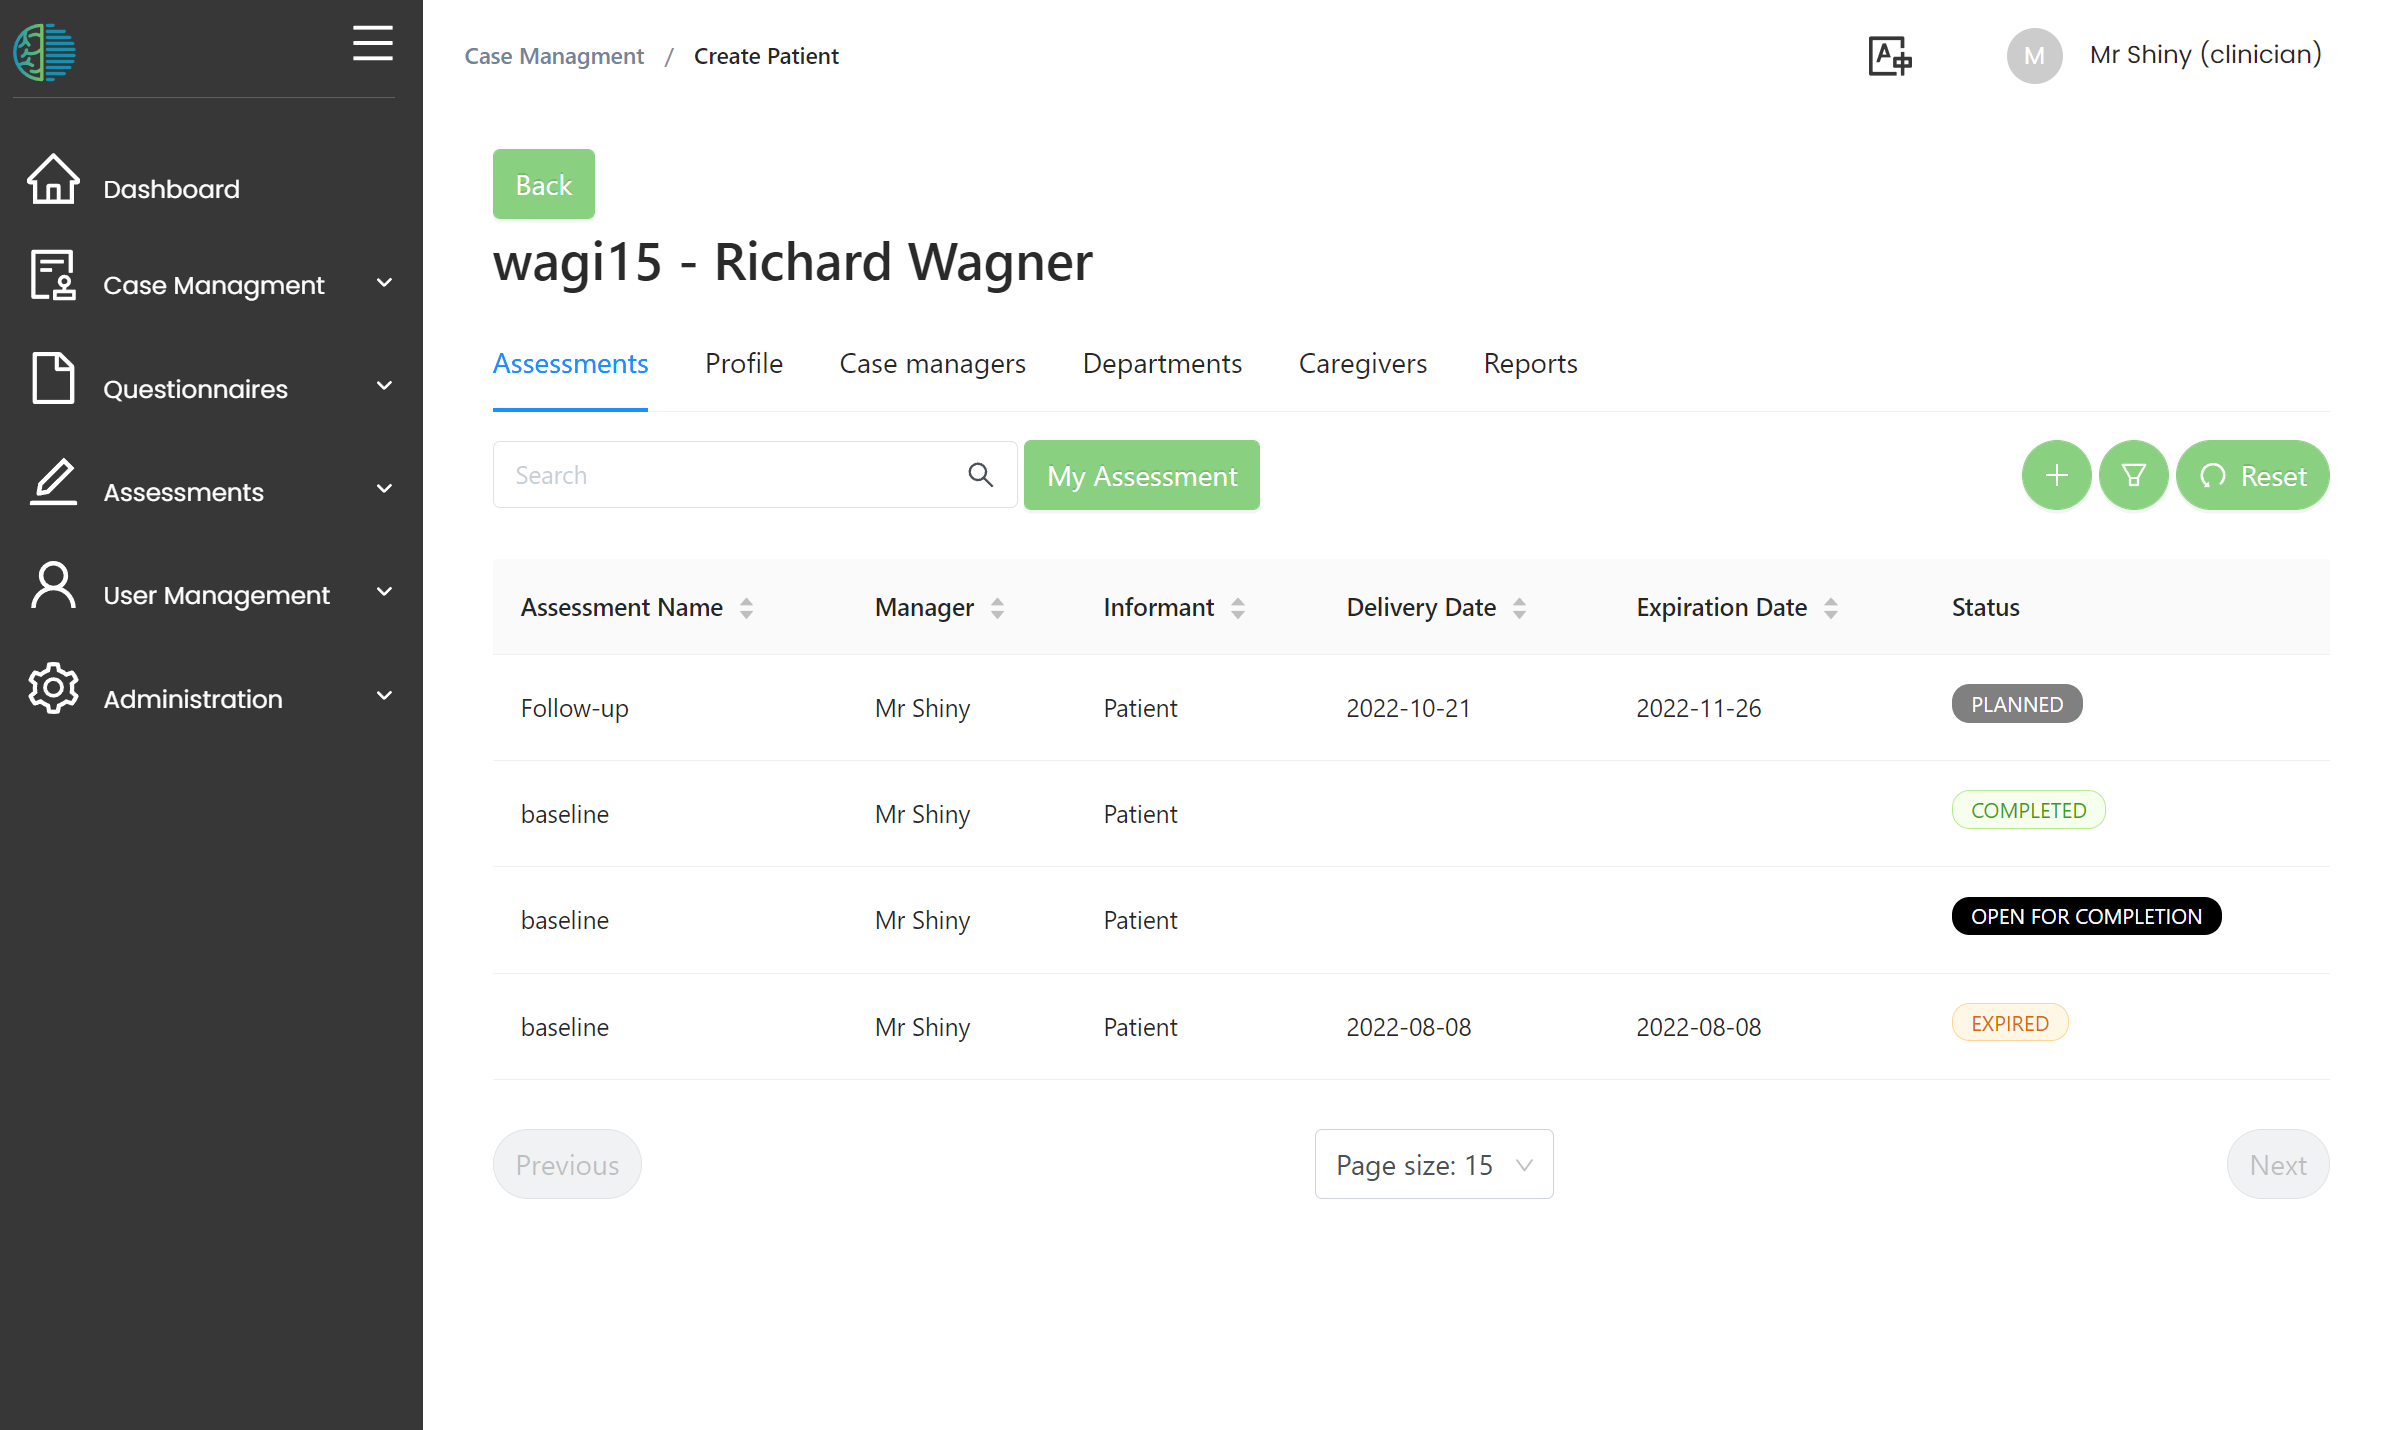 Case Managment / Create Patient
A
M
Mr Shiny (clinician)
Dashboard
Case Managment
Questionnaires
Assessments
User Management
Administration
Back
wagi15 - Richard Wagner
Assessments Profile Case managers Departments Caregivers Reports
Search My Assessment Reset
Assessment Name Manager Informant Delivery Date Expiration Date Status
Follow-up Mr Shiny Patient 2022-10-21 2022-11-26 PLANNED
baseline Mr Shiny Patient COMPLETED
baseline Mr Shiny Patient OPEN FOR COMPLETION
baseline Mr Shiny Patient 2022-08-08 2022-08-08 EXPIRED
Previous Page size: 15 Next